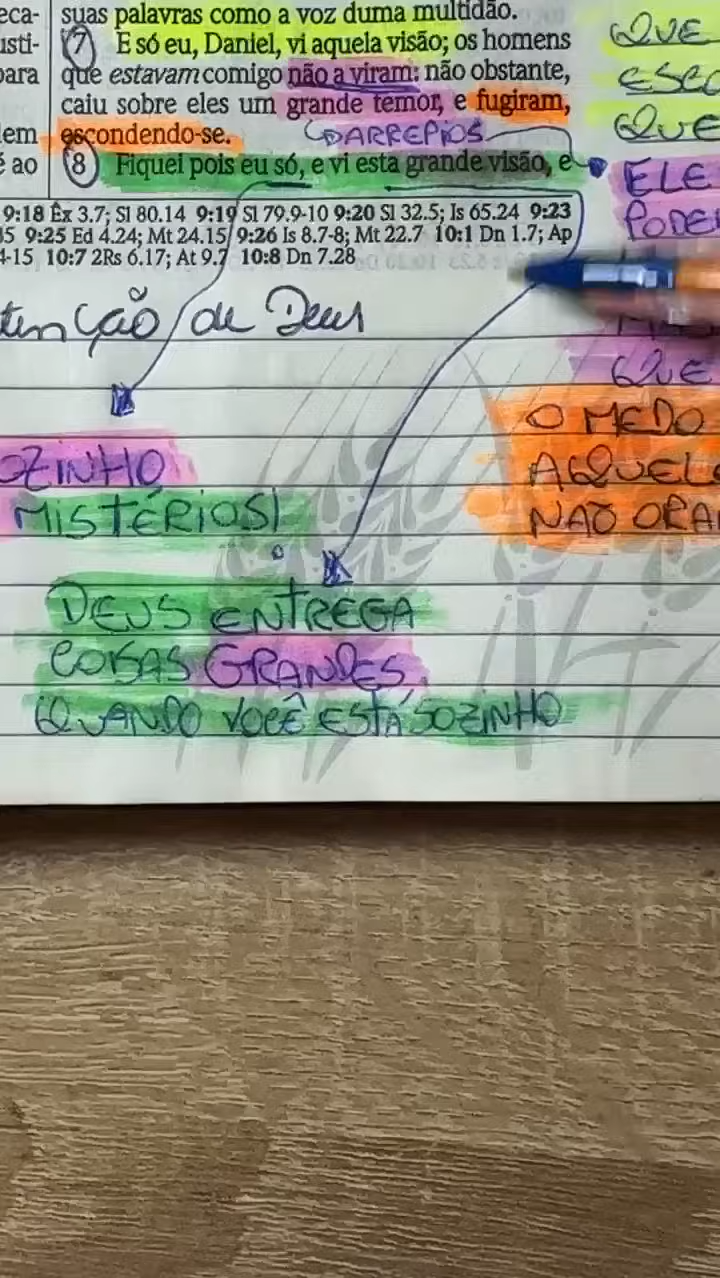 suas palavras como a voz duma multidão.
7 E só eu, Daniel, vi aquela visão; os homens
que estavam comigo não a viram: não obstante,
caiu sobre eles um grande temor, e fugiram,
escondendo-se.
8 Fiquei pois eu só, e vi esta grande visão, e
para
é ao
DARREPIOS
9:18 Êx 3.7; Sl 80.14 9:19 Sl 79.9-10 9:20 Sl 32.5; Is 65.24 9:23
9:25 Ed 4.24; Mt 24.15 9:26 Is 8.7-8; Mt 22.7 10:1 Dn 1.7; Ap
10:7 2Rs 6.17; At 9.7 10:8 Dn 7.28
de Deus
MISTÉRIOS!
DEUS ENTREGA
COISAS GRANDES
QUANDO VOCÊ ESTÁ SOZINHO
QUE
QUE
ELE
QUE
O MEDO
NÃO